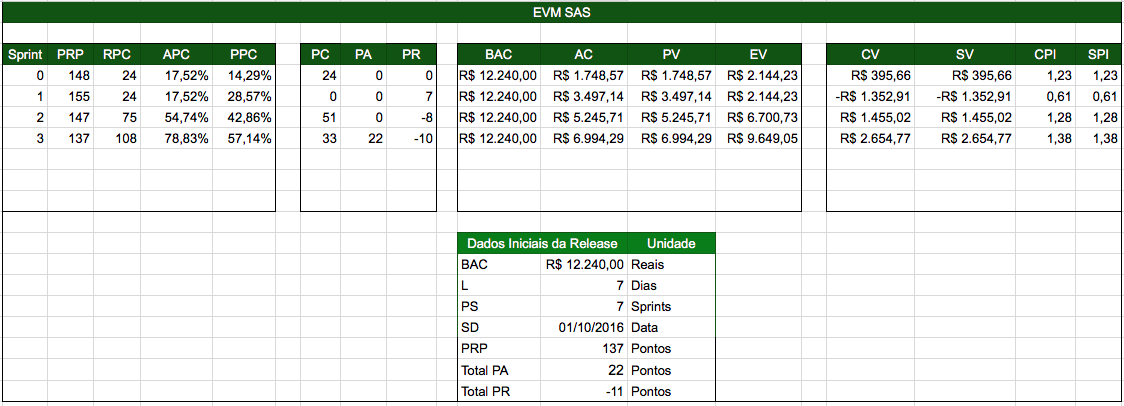 EVM SAS
Sprint PRP RPC APC PPC PC PA PR BAC AC PV EV CV SV CPI SPI
0 148 24 17,52% 14,29% 24 0 0 R$ 12.240,00 R$ 1.748,57 R$ 1.748,57 R$ 2.144,23 R$ 395,66 R$ 395,66 1,23 1,23
1 155 24 17,52% 28,57% 0 0 7 R$ 12.240,00 R$ 3.497,14 R$ 3.497,14 R$ 2.144,23 -R$ 1.352,91 -R$ 1.352,91 0,61 0,61
2 147 75 54,74% 42,86% 51 0 -8 R$ 12.240,00 R$ 5.245,71 R$ 5.245,71 R$ 6.700,73 R$ 1.455,02 R$ 1.455,02 1,28 1,28
3 137 108 78,83% 57,14% 33 22 -10 R$ 12.240,00 R$ 6.994,29 R$ 6.994,29 R$ 9.649,05 R$ 2.654,77 R$ 2.654,77 1,38 1,38
Dados Iniciais da Release Unidade
BAC R$ 12.240,00 Reais
L 7 Dias
PS 7 Sprints
SD 01/10/2016 Data
PRP 137 Pontos
Total PA 22 Pontos
Total PR -11 Pontos